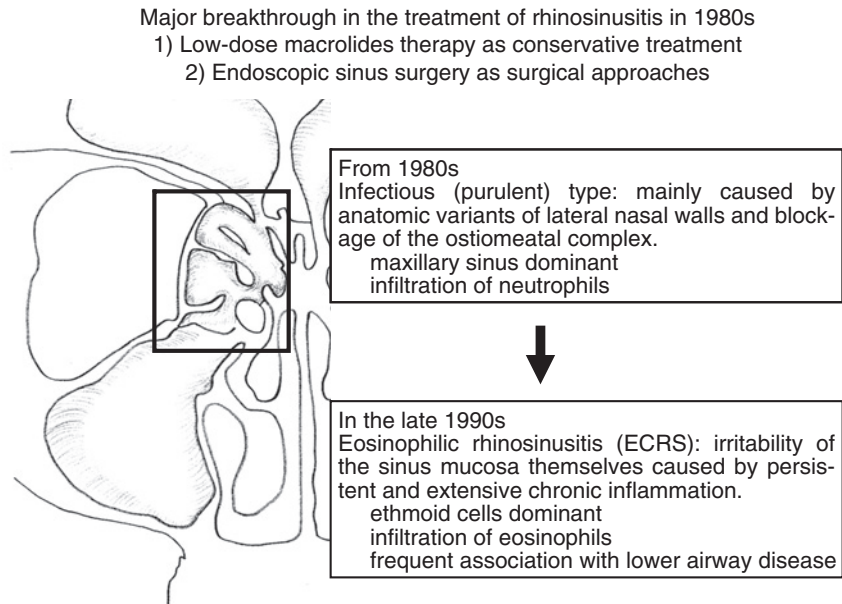 Major breakthrough in the treatment of rhinosinusitis in 1980s
1) Low-dose macrolides therapy as conservative treatment
2) Endoscopic sinus surgery as surgical approaches
From 1980s
Infectious (purulent) type: mainly caused by
anatomic variants of lateral nasal walls and block-
age of the ostiomeatal complex.
maxillary sinus dominant
infiltration of neutrophils
In the late 1990s
Eosinophilic rhinosinusitis (ECRS): irritability of
the sinus mucosa themselves caused by persis-
tent and extensive chronic inflammation.
ethmoid cells dominant
infiltration of eosinophils
frequent association with lower airway disease